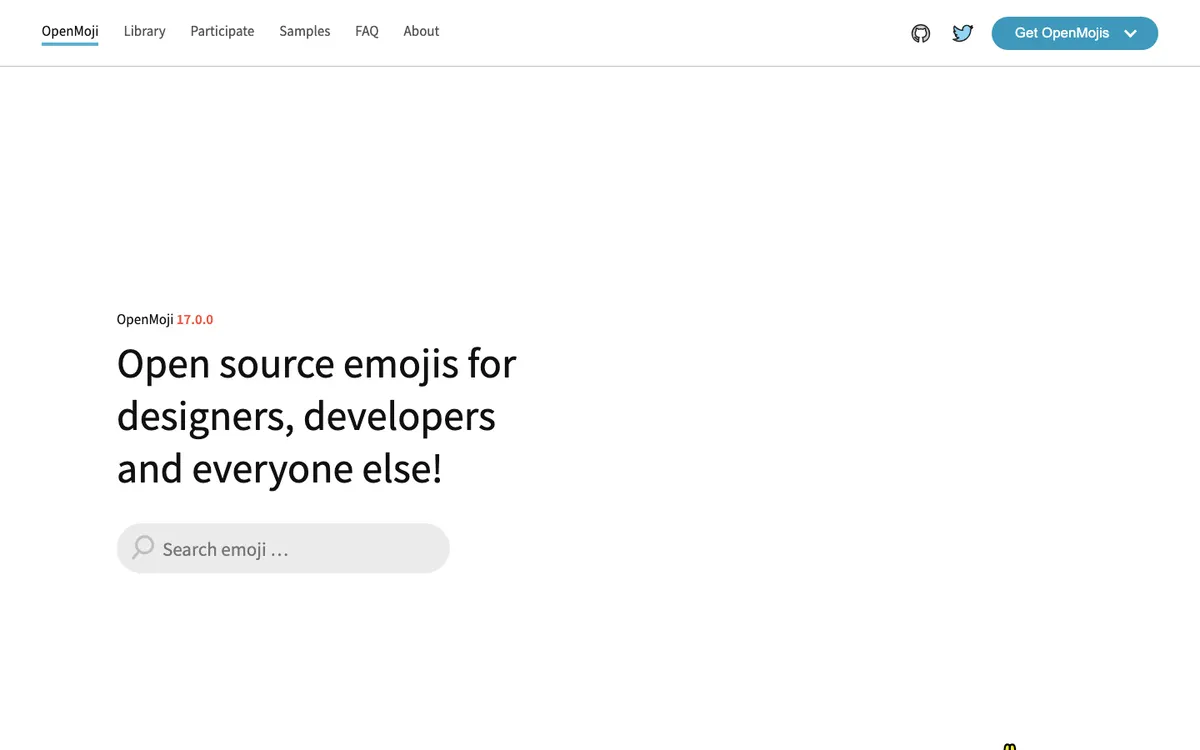 OpenMoji
Library
Participate
Samples
FAQ
About
Get OpenMojis
OpenMoji 17.0.0
Open source emojis for
designers, developers
and everyone else!
Search emoji …